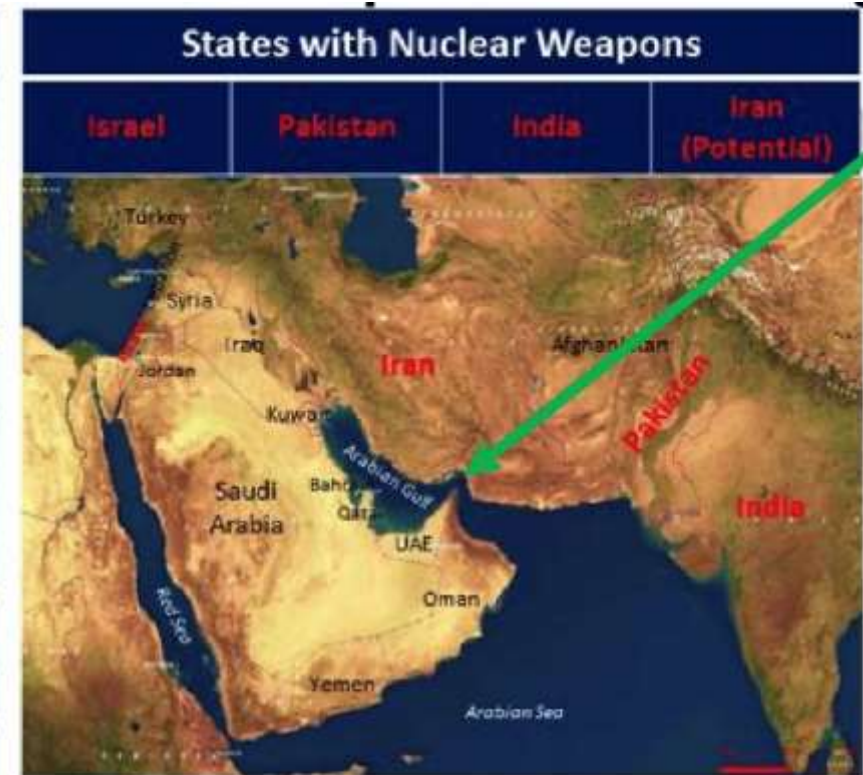 States with Nuclear Weapons
Israel
Pakistan
India
Iran
(Potential)
Turkey
Syria
Iraq
Jordan
Iran
Afghanistan
Pakistan
Kuwait
Arabian Gulf
Saudi
Arabia
UAE
India
Oman
Red Sea
Yemen
Arabian Sea